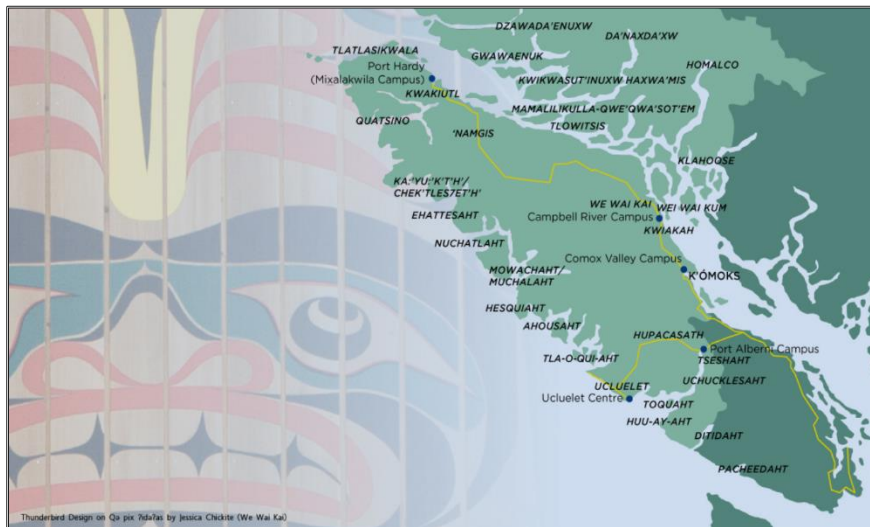 DZAWADA'ENUXW
DA'NAXDA'XW
TLATLASIKWALA
GWAWAENUK
HOMALCO
Port Hardy
(Mixalakwila Campus)
KWIKWASUT'INUXW HAXWA'MIS
KWAKIUTL
MAMALILIKULLA-QWE'QWA'SOT'EM
QUATSINO
TLOWITSIS
'NAMGIS
KLAHOOSE
KA:'YU:'K'T'H'/
CHEK'TLES7ET'H'
WE WAI KAI
WEI WAI KUM
EHATTESAHT
Campbell River Campus
KWIAKAH
NUCHATLAHT
Comox Valley Campus
MOWACHAHT/
MUCHALAHT
K'ÓMOKS
HESQUIAHT
AHOUSAHT
HUPACASATH
Port Alberni Campus
TLA-O-QUI-AHT
TSESHAHT
UCLUELET
UCHUCKLESAHT
Ucluelet Centre
TOQUAHT
HUU-AY-AHT
DITIDAHT
PACHEEDAHT
Thunderbird Design on Qə pix ʔidaʔas by Jessica Chickite (We Wai Kai)